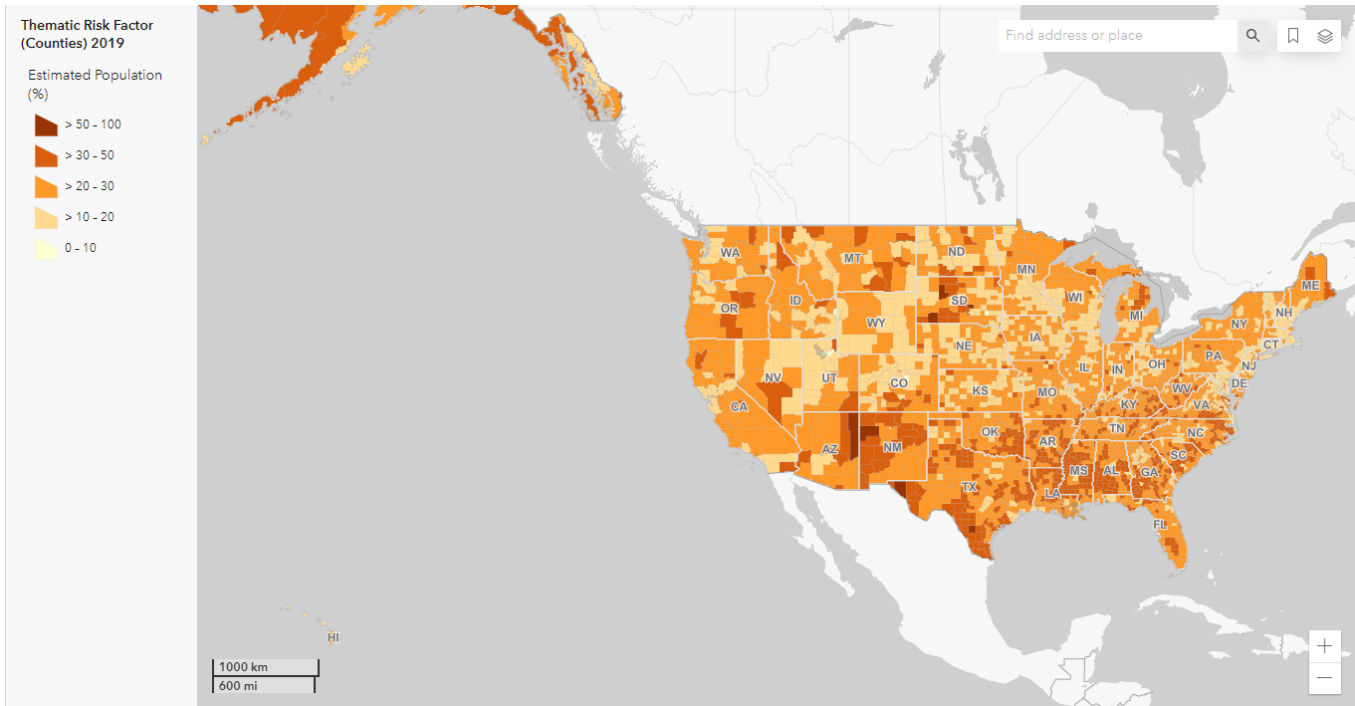 Thematic Risk Factor
(Counties) 2019
Estimated Population
(%)
> 50 - 100
> 30 - 50
> 20 - 30
> 10 - 20
0 - 10
Find address or place
WA
MT
ND
MN
ME
OR
ID
SD
WI
MI
NY
NH
WY
NE
IA
CT
NV
UT
CO
IL
IN
OH
PA
NJ
DE
CA
KS
MO
KY
WV
VA
AZ
NM
OK
AR
TN
NC
TX
LA
MS
AL
GA
SC
FL
HI
1000 km
600 mi
+
−